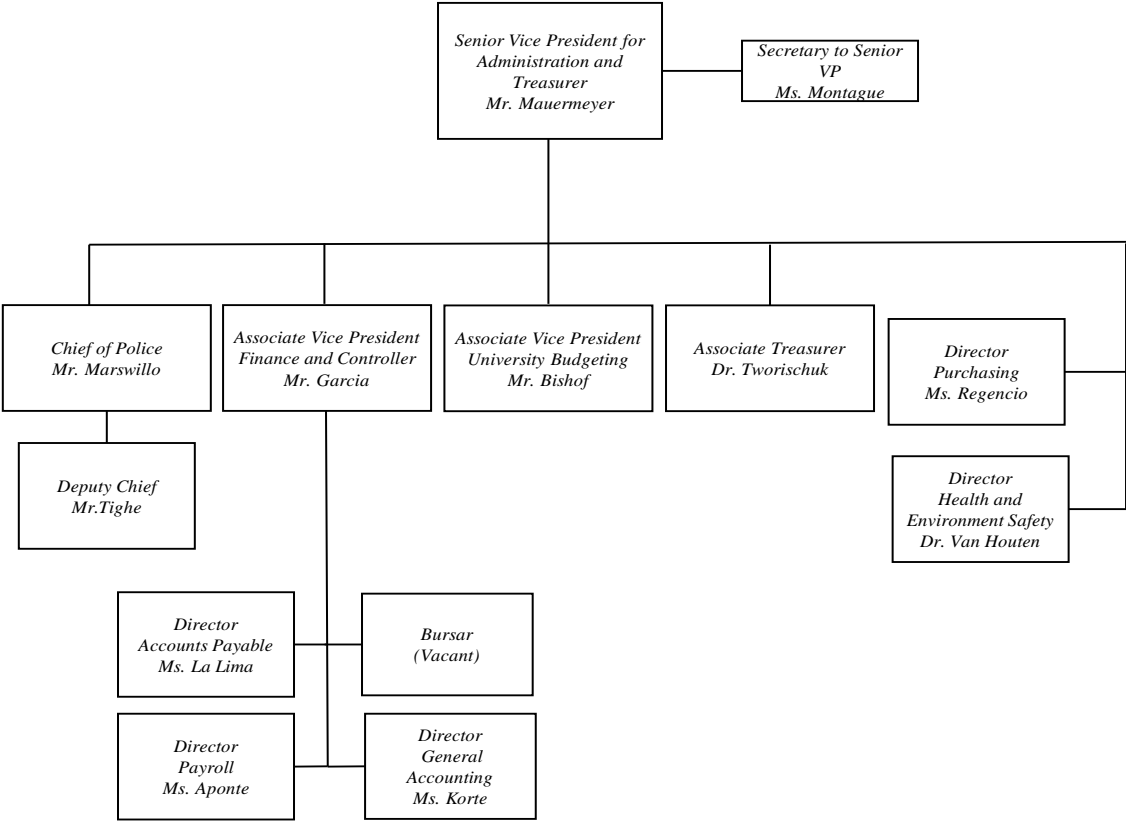 Senior Vice President for
Administration and
Treasurer
Mr. Mauermeyer
Secretary to Senior
VP
Ms. Montague
Chief of Police
Mr. Marswillo
Associate Vice President
Finance and Controller
Mr. Garcia
Associate Vice President
University Budgeting
Mr. Bishof
Associate Treasurer
Dr. Tworischuk
Director
Purchasing
Ms. Regencio
Deputy Chief
Mr.Tighe
Director
Health and
Environment Safety
Dr. Van Houten
Director
Accounts Payable
Ms. La Lima
Bursar
(Vacant)
Director
Payroll
Ms. Aponte
Director
General
Accounting
Ms. Korte